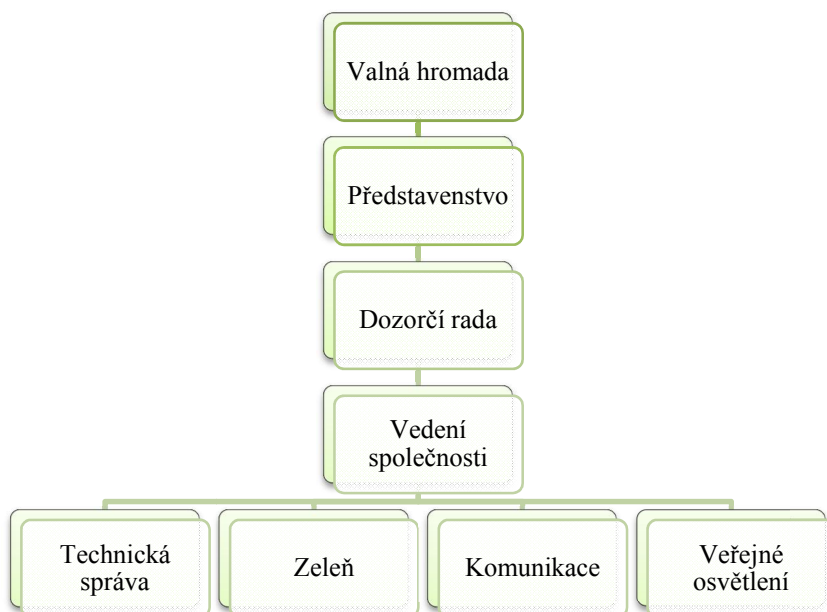 Valná hromada
Představenstvo
Dozorčí rada
Vedení
společnosti
Technická
správa
Zeleň
Komunikace
Veřejné
osvětlení